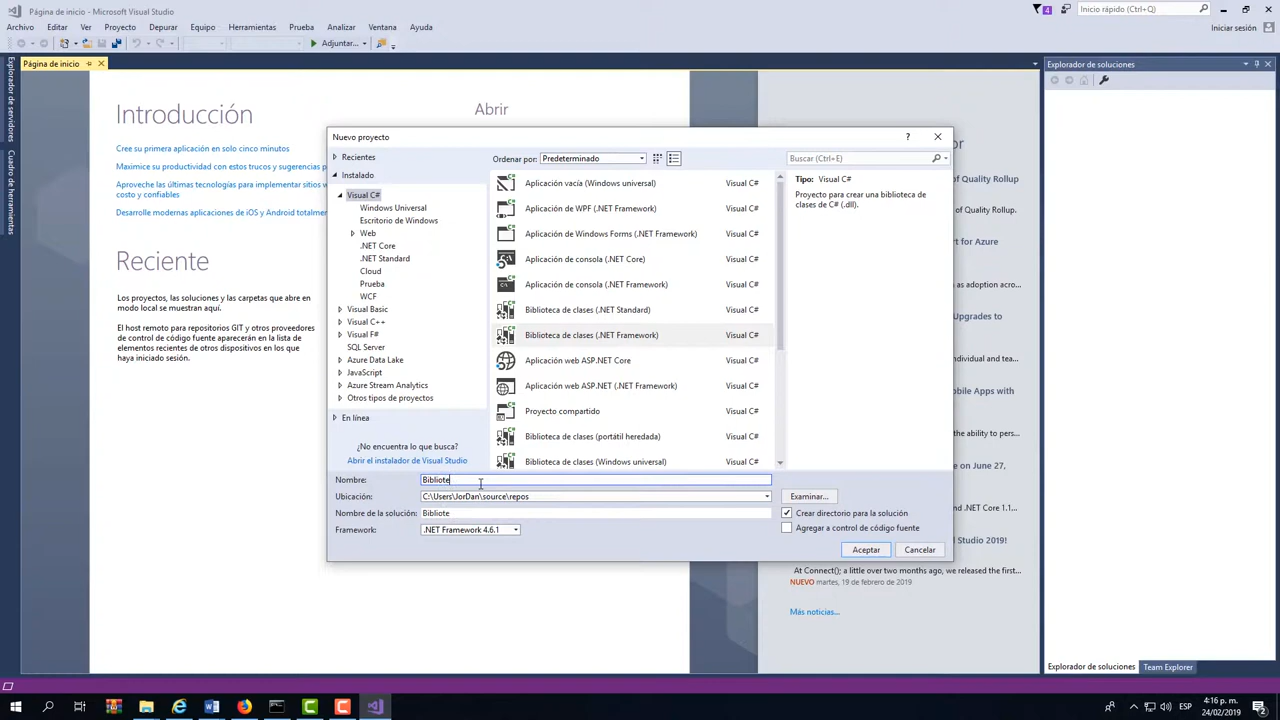 Página de inicio - Microsoft Visual Studio
4
Inicio rápido (Ctrl+Q)
Archivo Editar Ver Proyecto Depurar Equipo Herramientas Prueba Analizar Ventana Ayuda
Iniciar sesión
Adjuntar...
Explorador de servidores
Cuadro de herramientas
Página de inicio
Explorador de soluciones
Introducción
Abrir
Cree su primera aplicación en solo cinco minutos
Maximice su productividad con estos trucos y sugerencias p
Aproveche las últimas tecnologías para implementar sitios w
costo y confiables
Desarrolle modernas aplicaciones de iOS y Android totalmen
Reciente
Los proyectos, las soluciones y las carpetas que abre en
modo local se muestran aquí.
El host remoto para repositorios GIT y otros proveedores
de control de código fuente aparecerán en la lista de
elementos recientes de otros dispositivos en los que
haya iniciado sesión.
Nuevo proyecto
?
Recientes
Instalado
Visual C#
Windows Universal
Escritorio de Windows
Web
.NET Core
.NET Standard
Cloud
Prueba
WCF
Visual Basic
Visual C++
Visual F#
SQL Server
Azure Data Lake
JavaScript
Azure Stream Analytics
Otros tipos de proyectos
En línea
¿No encuentra lo que busca?
Abrir el instalador de Visual Studio
Ordenar por: Predeterminado
Buscar (Ctrl+E)
Aplicación vacía (Windows universal) Visual C#
Aplicación de WPF (.NET Framework) Visual C#
Aplicación de Windows Forms (.NET Framework) Visual C#
Aplicación de consola (.NET Core) Visual C#
Aplicación de consola (.NET Framework) Visual C#
Biblioteca de clases (.NET Standard) Visual C#
Biblioteca de clases (.NET Framework) Visual C#
Aplicación web ASP.NET Core Visual C#
Aplicación web ASP.NET (.NET Framework) Visual C#
Proyecto compartido Visual C#
Biblioteca de clases (portátil heredada) Visual C#
Biblioteca de clases (Windows universal) Visual C#
Tipo: Visual C#
Proyecto para crear una biblioteca de
clases de C# (.dll).
Nombre: Bibliote
Ubicación: C:\Users\JorDan\source\repos
Examinar...
Nombre de la solución: Bibliote
Crear directorio para la solución
Framework: .NET Framework 4.6.1
Agregar a control de código fuente
Aceptar Cancelar
or
of Quality Rollup
of Quality Rollup.
rt for Azure
on adoption acros...
Upgrades to
individual and tea...
obile Apps with
the ability to perso...
e on June 27,
nd .NET Core 1.1...
l Studio 2019!
At Connect(); a little over two months ago, we released the first...
NUEVO martes, 19 de febrero de 2019
Más noticias...
Explorador de soluciones Team Explorer
ESP
4:16 p. m.
24/02/2019
2